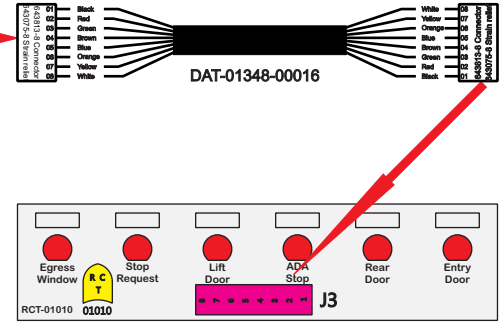 643813-8 Connector
643075-8 Strain relie
01 Black
02 Red
03 Green
04 Brown
05 Blue
06 Orange
07 Yellow
08 White
DAT-01348-00016
White 08
Yellow 07
Orange 06
Blue 05
Brown 04
Green 03
Red 02
Black 01
643813-8 Connector
643075-8 Strain relie
Egress
Window
Stop
Request
Lift
Door
ADA
Stop
Rear
Door
Entry
Door
R C
T
01010
RCT-01010
8 7 6 5 4 3 2 1
J3